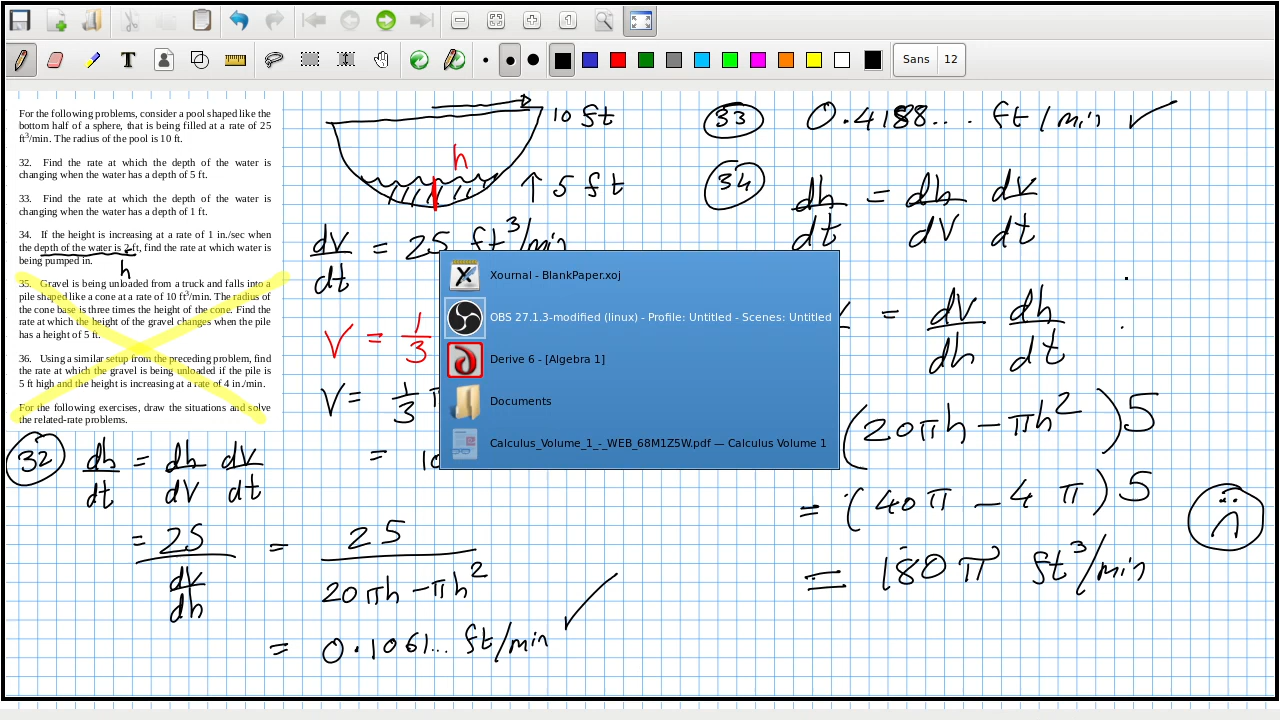 Sans 12
For the following problems, consider a pool shaped like the
bottom half of a sphere, that is being filled at a rate of 25
ft³/min. The radius of the pool is 10 ft.
32. Find the rate at which the depth of the water is
changing when the water has a depth of 5 ft.
33. Find the rate at which the depth of the water is
changing when the water has a depth of 1 ft.
34. If the height is increasing at a rate of 1 in./sec when
the depth of the water is 2 ft, find the rate at which water is
being pumped in.
h
35. Gravel is being unloaded from a truck and falls into a
pile shaped like a cone at a rate of 10 ft³/min. The radius of
the cone base is three times the height of the cone. Find the
rate at which the height of the gravel changes when the pile
has a height of 5 ft.
36. Using a similar setup from the preceding problem, find
the rate at which the gravel is being unloaded if the pile is
5 ft high and the height is increasing at a rate of 4 in./min.
For the following exercises, draw the situations and solve
the related-rate problems.
32 dh/dt = dh/dV dV/dt
= 25 / dV/dh = 25 / 20πh - πh²
= 0.1061... ft/min
10 ft
h
↑ 5 ft
dV/dt = 25 ft³/min
V = 1/3
V = 1/3 π
= 10
Xournal - BlankPaper.xoj
OBS 27.1.3-modified (linux) - Profile: Untitled - Scenes: Untitled
Derive 6 - [Algebra 1]
Documents
Calculus_Volume_1_-_WEB_68M1Z5W.pdf — Calculus Volume 1
33 0.4188... ft/min
34 dh/dt = dh/dV dV/dt
= dV/dh dh/dt
(20πh - πh²) 5
= (40π - 4π) 5
= 180π ft³/min